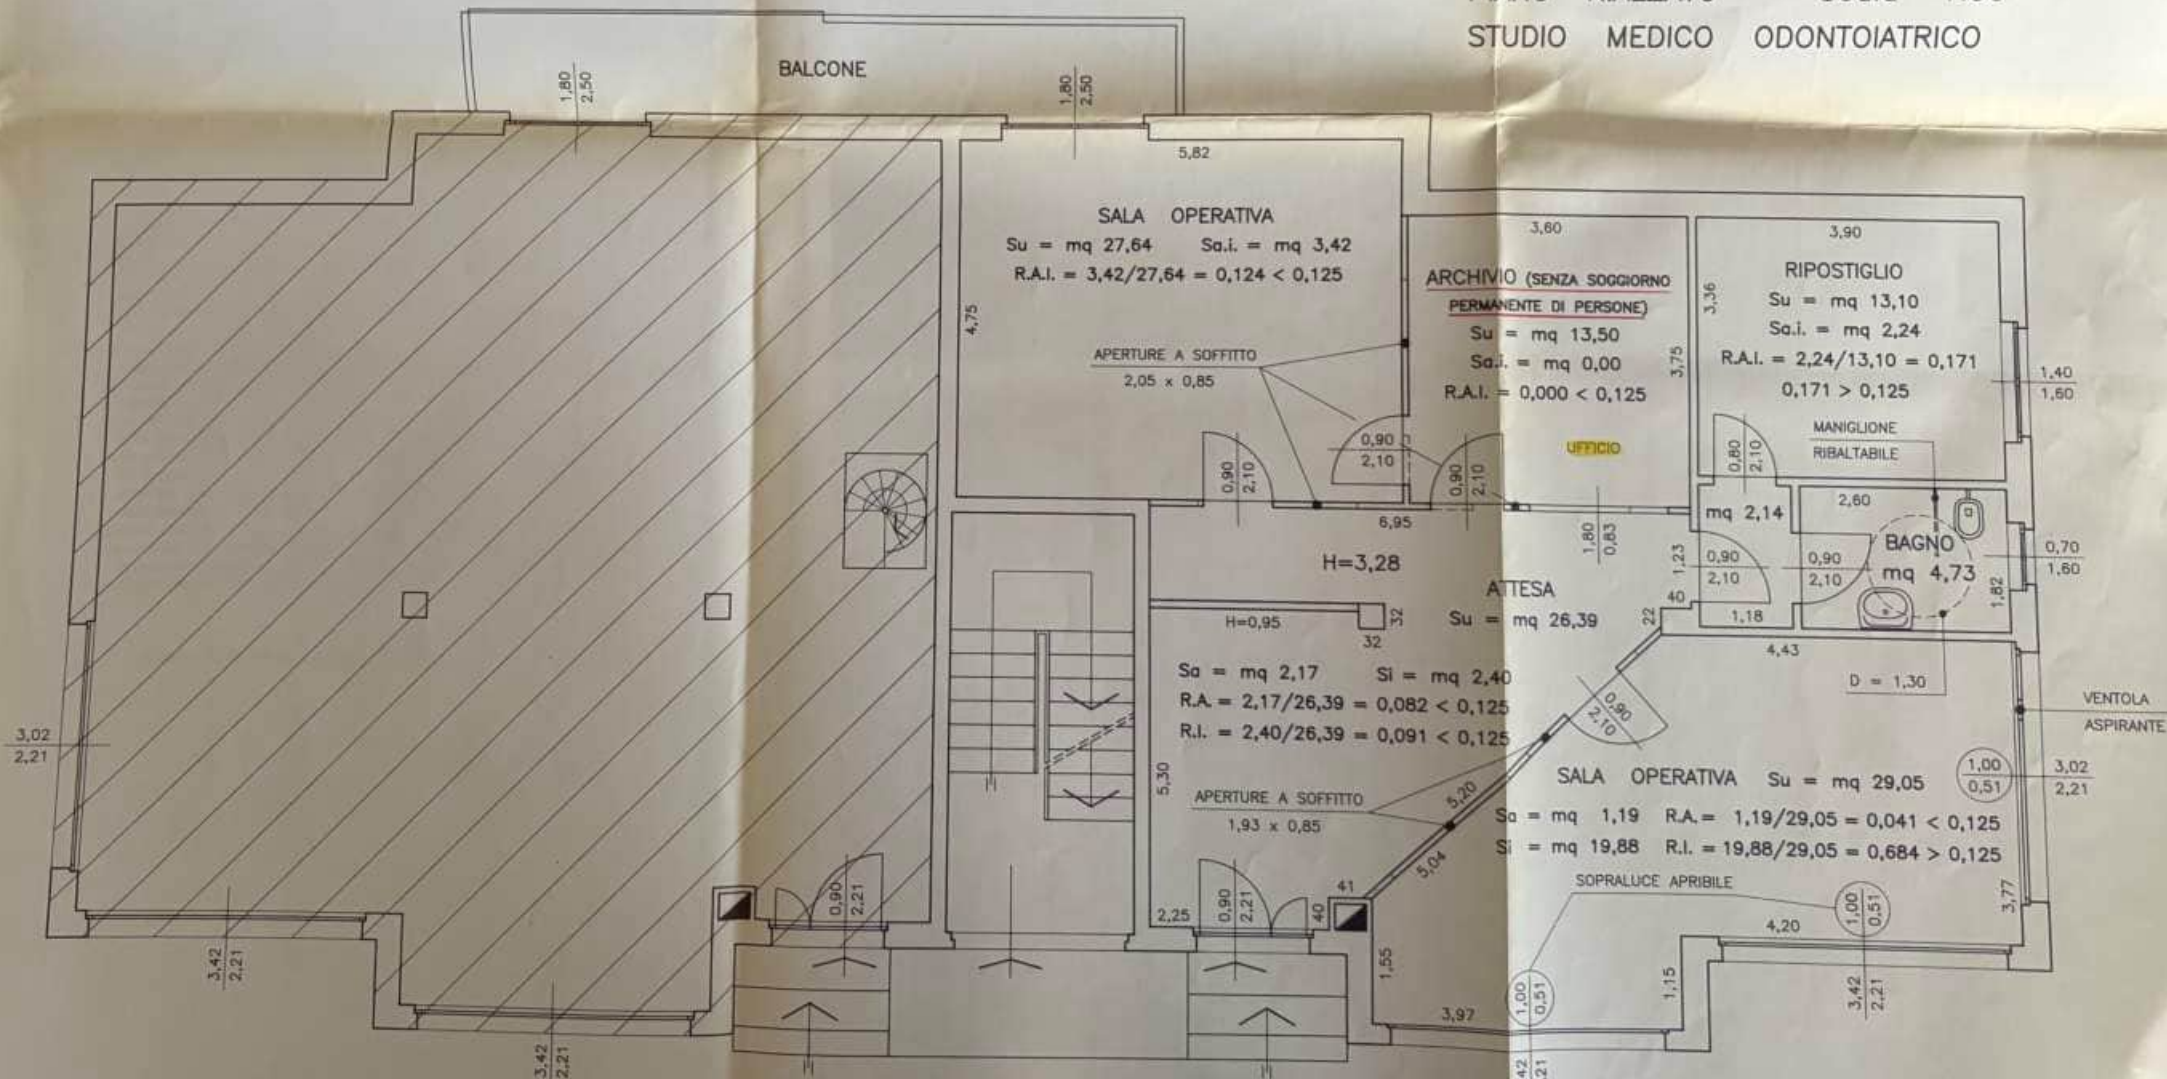 STUDIO MEDICO ODONTOIATRICO
BALCONE
1,80
2,50
1,80
2,50
5,82
SALA OPERATIVA
Su = mq 27,64 Sa.i. = mq 3,42
R.A.I. = 3,42/27,64 = 0,124 < 0,125
4,75
APERTURE A SOFFITTO
2,05 x 0,85
0,90
2,10
0,90
2,10
3,60
ARCHIVIO (SENZA SOGGIORNO
PERMANENTE DI PERSONE)
Su = mq 13,50
Sa.i. = mq 0,00
R.A.I. = 0,000 < 0,125
3,75
UFFICIO
0,90
2,10
3,90
RIPOSTIGLIO
Su = mq 13,10
Sa.i. = mq 2,24
R.A.I. = 2,24/13,10 = 0,171
0,171 > 0,125
3,36
1,40
1,60
MANIGLIONE
RIBALTABILE
0,80
2,10
mq 2,14
2,60
BAGNO
mq 4,73
0,90
2,10
0,90
2,10
1,82
0,70
1,60
1,23
40
22
1,18
6,95
1,80
0,83
H=3,28
ATTESA
Su = mq 26,39
H=0,95
32
32
Sa = mq 2,17 Si = mq 2,40
R.A. = 2,17/26,39 = 0,082 < 0,125
R.I. = 2,40/26,39 = 0,091 < 0,125
5,30
APERTURE A SOFFITTO
1,93 x 0,85
5,20
5,04
0,90
2,10
4,43
D = 1,30
VENTOLA
ASPIRANTE
SALA OPERATIVA Su = mq 29,05
Sa = mq 1,19 R.A. = 1,19/29,05 = 0,041 < 0,125
Si = mq 19,88 R.I. = 19,88/29,05 = 0,684 > 0,125
1,00
0,51
3,02
2,21
SOPRALUCE APRIBILE
1,00
0,51
3,77
4,20
3,42
2,21
1,15
1,00
0,51
3,97
1,55
41
40
2,25
0,90
2,21
0,90
2,21
3,02
2,21
3,42
2,21
3,42
2,21